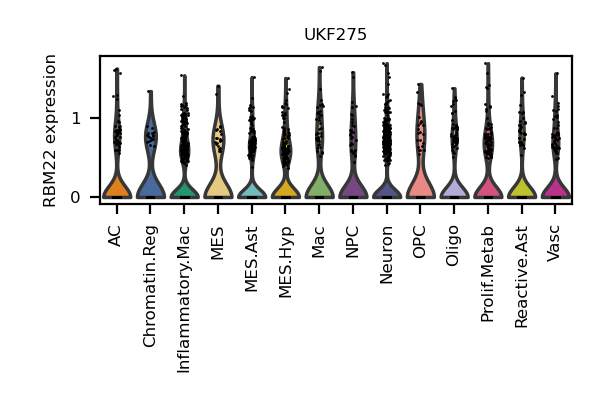 UKF275
RBM22 expression
1
0
AC
Chromatin.Reg
Inflammatory.Mac
MES
MES.Ast
MES.Hyp
Mac
NPC
Neuron
OPC
Oligo
Prolif.Metab
Reactive.Ast
Vasc